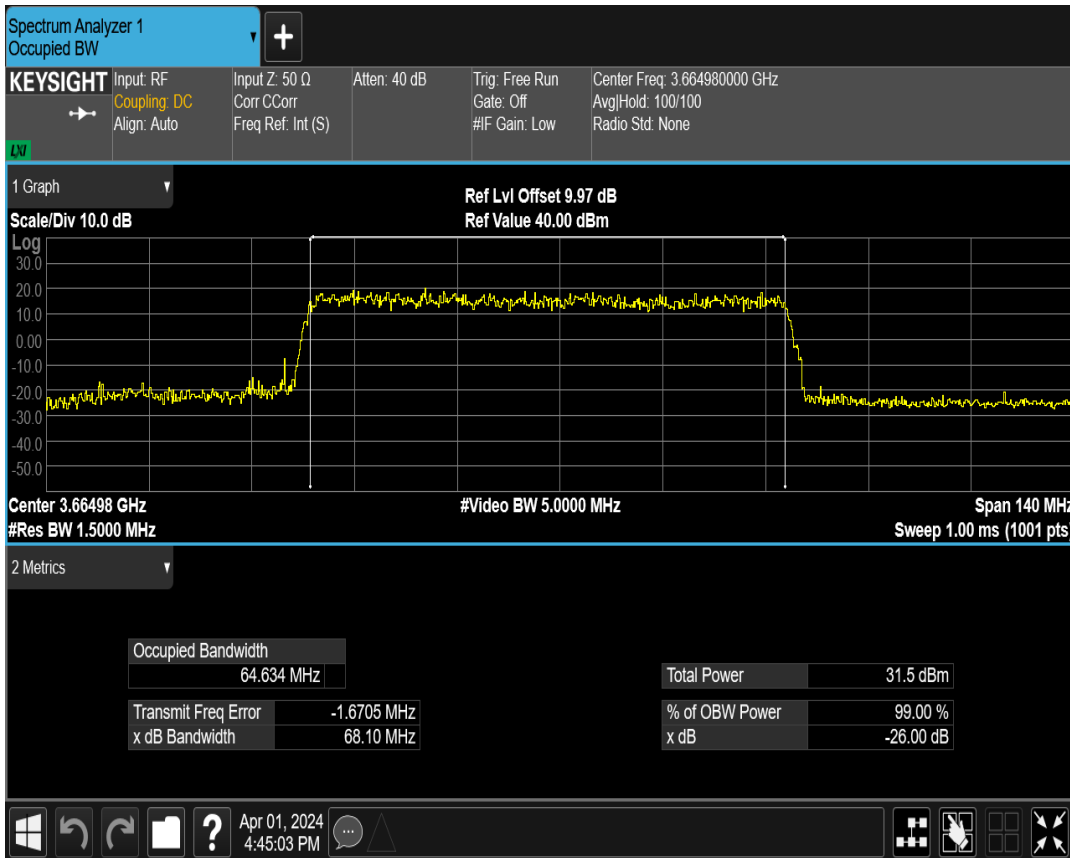 Spectrum Analyzer 1
Occupied BW
+
KEYSIGHT
LXI
Input: RF
Coupling: DC
Align: Auto
Input Z: 50 Ω
Corr CCorr
Freq Ref: Int (S)
Atten: 40 dB
Trig: Free Run
Gate: Off
#IF Gain: Low
Center Freq: 3.664980000 GHz
Avg|Hold: 100/100
Radio Std: None
1 Graph
Scale/Div 10.0 dB
Ref Lvl Offset 9.97 dB
Ref Value 40.00 dBm
Log
30.0
20.0
10.0
0.00
-10.0
-20.0
-30.0
-40.0
-50.0
Center 3.66498 GHz
#Video BW 5.0000 MHz
Span 140 MHz
#Res BW 1.5000 MHz
Sweep 1.00 ms (1001 pts)
2 Metrics
Occupied Bandwidth
64.634 MHz
Transmit Freq Error -1.6705 MHz
x dB Bandwidth 68.10 MHz
Total Power 31.5 dBm
% of OBW Power 99.00 %
x dB -26.00 dB
?
Apr 01, 2024
4:45:03 PM